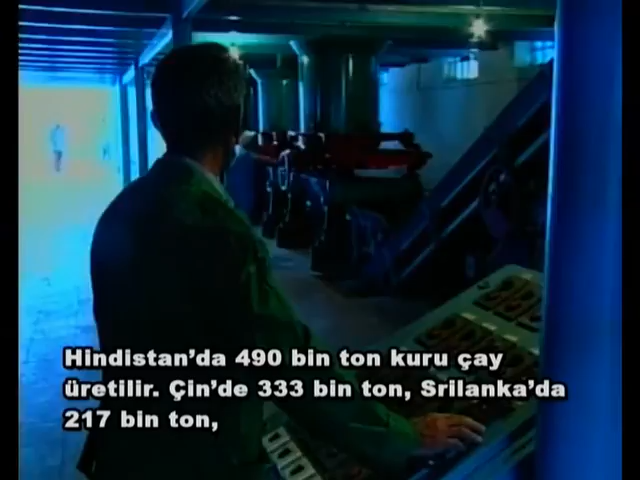 Hindistan'da 490 bin ton kuru çay
üretilir. Çin'de 333 bin ton, Srilanka'da
217 bin ton,